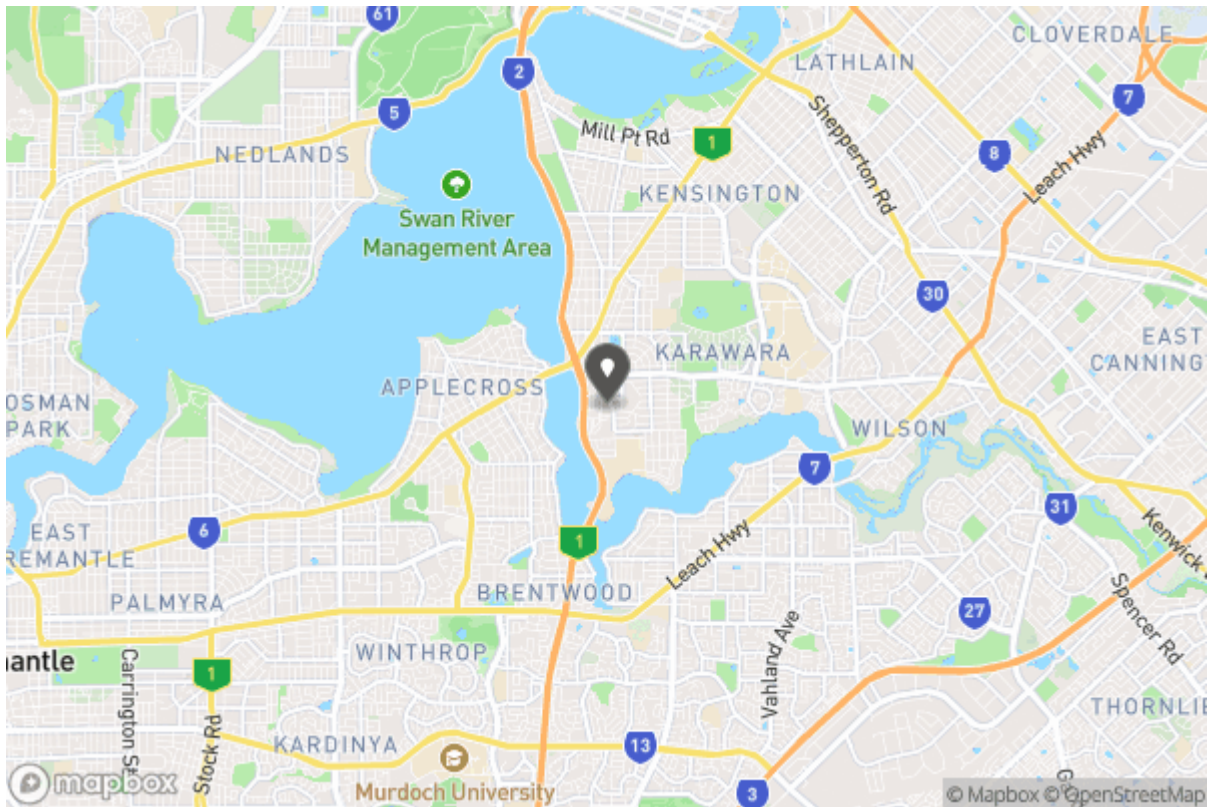 61
CLOVERDALE
LATHLAIN
2
7
5
Mill Pt Rd
1
Shepperton Rd
8
Leach Hwy
NEDLANDS
KENSINGTON
Swan River
Management Area
30
EAST
CANNING
KARAWARA
APPLECROSS
OSMAN
PARK
WILSON
7
31
6
EAST
REMANTLE
1
Kenwick
Leach Hwy
BRENTWOOD
PALMYRA
27
Spencer Rd
Vahland Ave
WINTHROP
mantle
1
Carrington St
Stock Rd
THORNLIE
KARDINYA
13
Murdoch University
3
mapbox
© Mapbox © OpenStreetMap